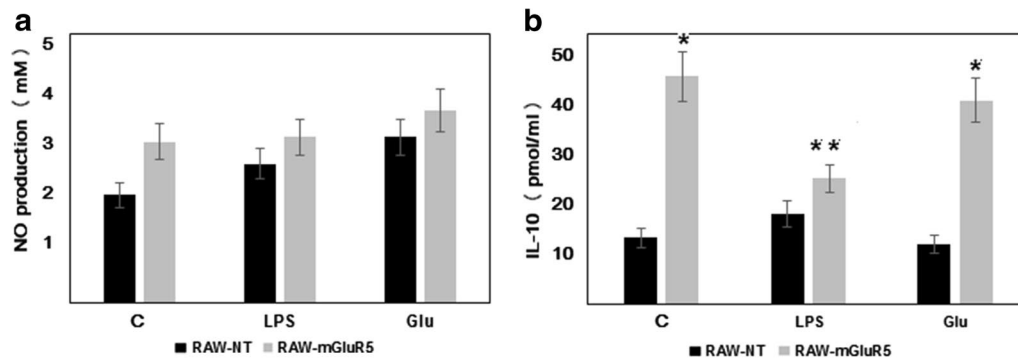 a
NO production ( mM )
5
4
3
2
1
C LPS Glu
RAW-NT RAW-mGluR5
b
IL-10 ( pmol/ml )
50
40
30
20
10
*
* *
*
C LPS Glu
RAW-NT RAW-mGluR5